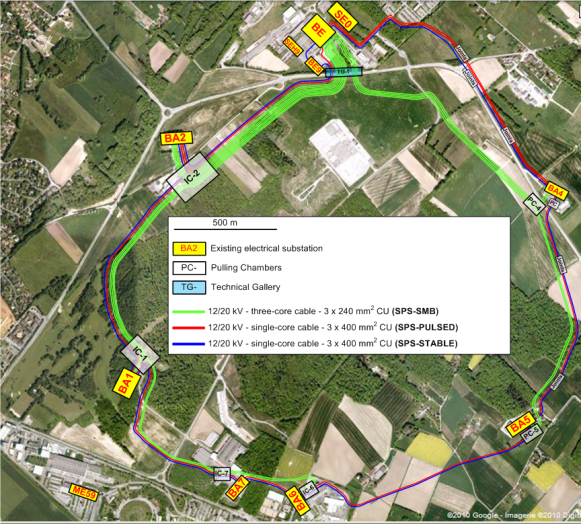 SE0
BE
BE9
TG-1
BA2
IC-2
BA4
PC-4
500 m
BA2 Existing electrical substation
PC- Pulling Chambers
TG- Technical Gallery
12/20 kV - three-core cable - 3 x 240 mm² CU (SPS-SMB)
12/20 kV - single-core cable - 3 x 400 mm² CU (SPS-PULSED)
12/20 kV - single-core cable - 3 x 400 mm² CU (SPS-STABLE)
IC-1
BA1
BA5
PC-5
IC-7
BA7
ME59
BA6
©2010 Google - Imagerie ©2010 Digit